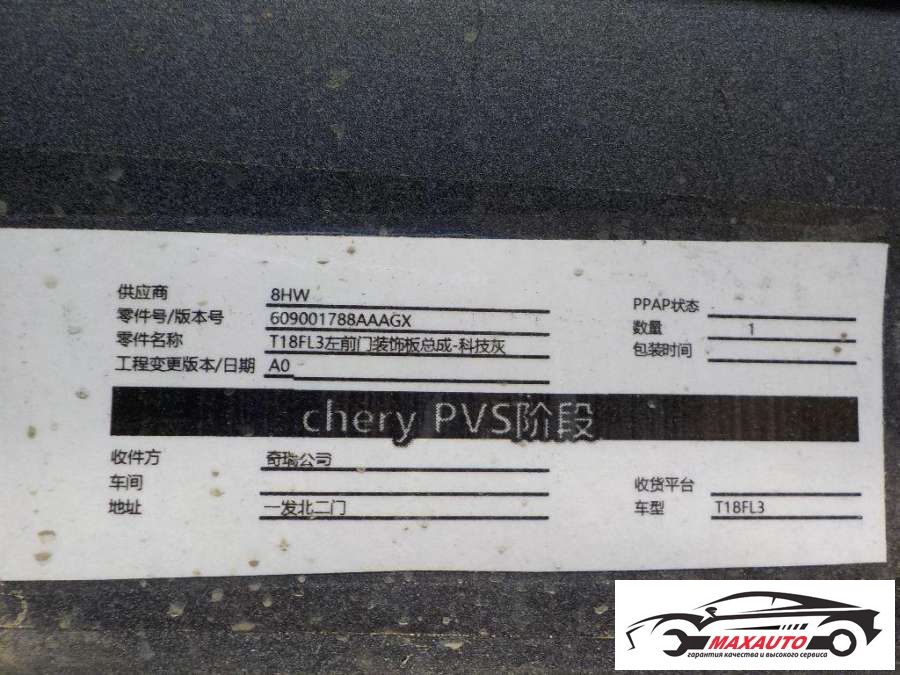 供应商 8HW
零件号/版本号 609001788AAAGX
零件名称 T18FL3左前门装饰板总成-科技灰
工程变更版本/日期 A0
PPAP状态
数量 1
包装时间
chery PVS阶段
收件方 奇瑞公司
车间
地址 一发北二门
收货平台
车型 T18FL3
MAXAUTO
гарантия качества и высокого сервиса